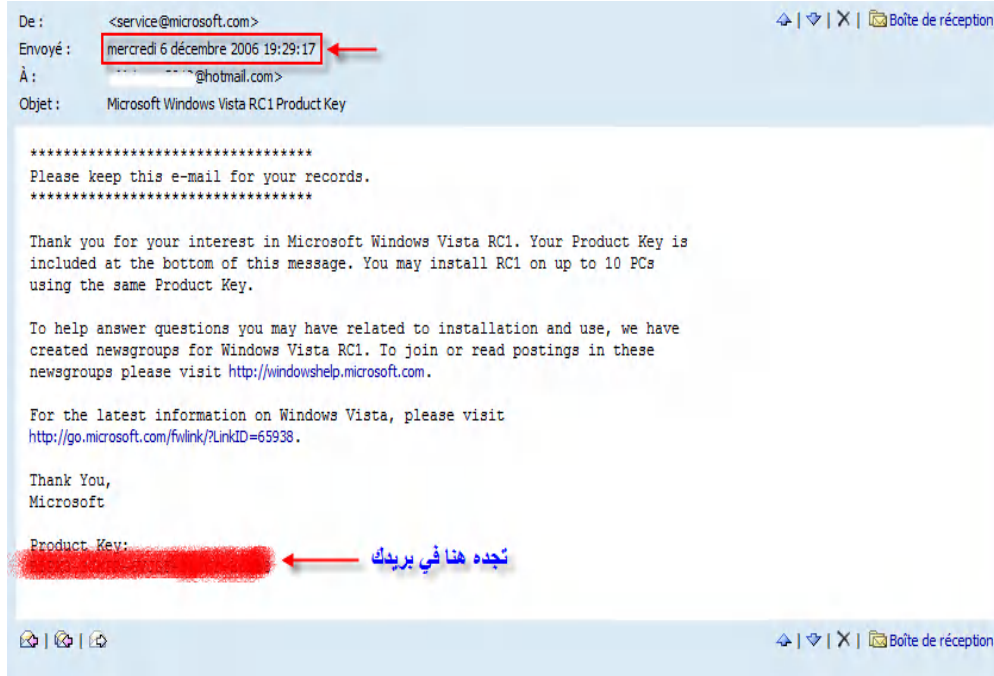 De : <service@microsoft.com> | | X | Boîte de réception
Envoyé : mercredi 6 décembre 2006 19:29:17
À : @hotmail.com>
Objet : Microsoft Windows Vista RC1 Product Key
**********************************
Please keep this e-mail for your records.
**********************************
Thank you for your interest in Microsoft Windows Vista RC1. Your Product Key is
included at the bottom of this message. You may install RC1 on up to 10 PCs
using the same Product Key.
To help answer questions you may have related to installation and use, we have
created newsgroups for Windows Vista RC1. To join or read postings in these
newsgroups please visit http://windowshelp.microsoft.com.
For the latest information on Windows Vista, please visit
http://go.microsoft.com/fwlink/?LinkID=65938.
Thank You,
Microsoft
Product Key:
تجده هنا في بريدك
| | | | X | Boîte de réception